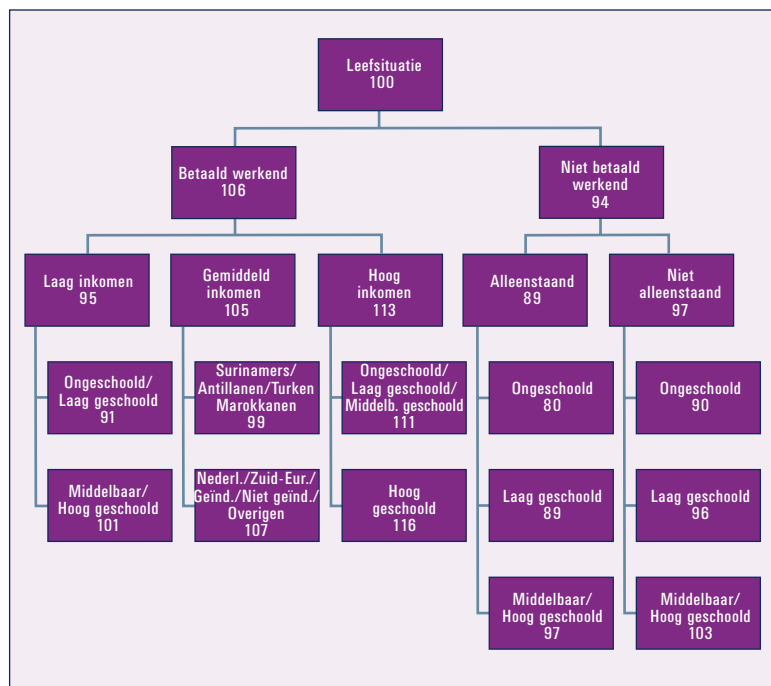 Leefsituatie
100
Betaald werkend
106
Niet betaald
werkend
94
Laag inkomen
95
Gemiddeld
inkomen
105
Hoog
inkomen
113
Alleenstaand
89
Niet
alleenstaand
97
Ongeschoold/
Laag geschoold
91
Surinamers/
Antillanen/Turken
Marokkanen
99
Ongeschoold/
Laag geschoold/
Middelb. geschoold
111
Ongeschoold
80
Ongeschoold
90
Middelbaar/
Hoog geschoold
101
Nederl./Zuid-Eur./
Geïnd./Niet geïnd./
Overigen
107
Hoog
geschoold
116
Laag geschoold
89
Laag geschoold
96
Middelbaar/
Hoog geschoold
97
Middelbaar/
Hoog geschoold
103